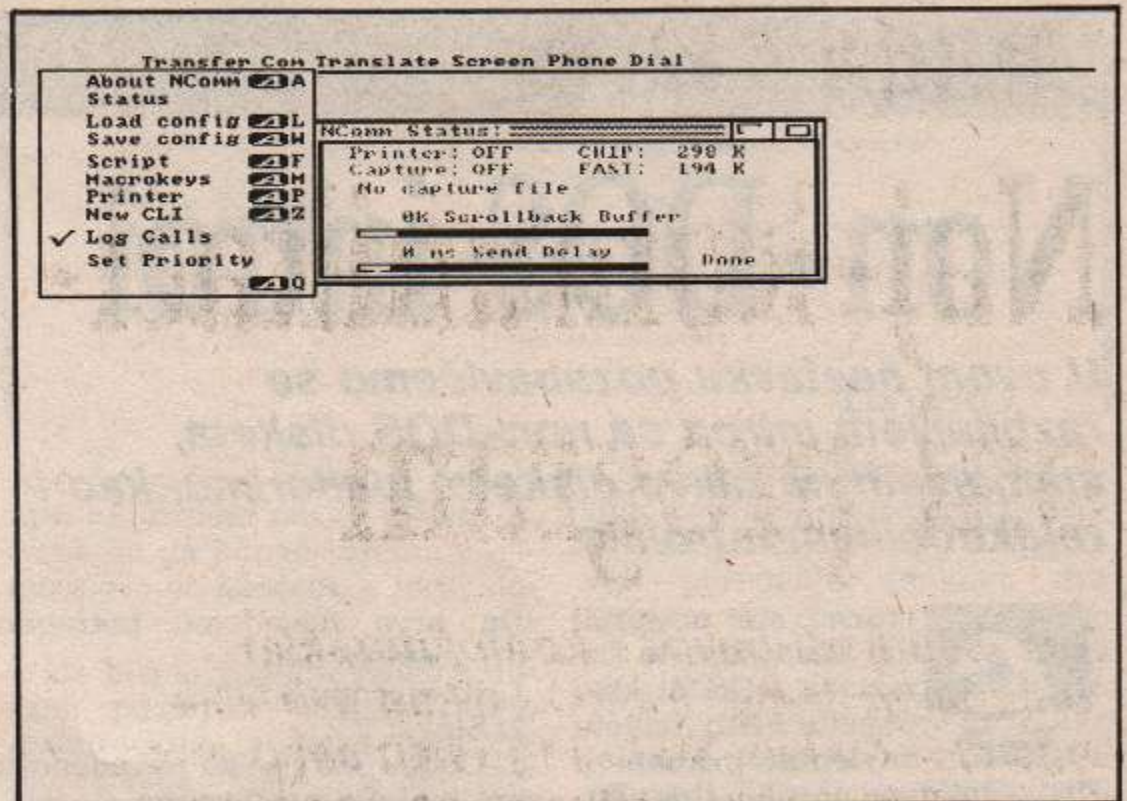 Transfer Com Translate Screen Phone Dial
About NComm A
Status
Load config L
Save config W
Script F
Macrokeys M
Printer P
New CLI Z
✓ Log Calls
Set Priority
Q
NComm Status:
Printer: OFF CHIP: 298 K
Capture: OFF FAST: 194 K
No capture file
0K Scrollback Buffer
0 ms Send Delay
Done